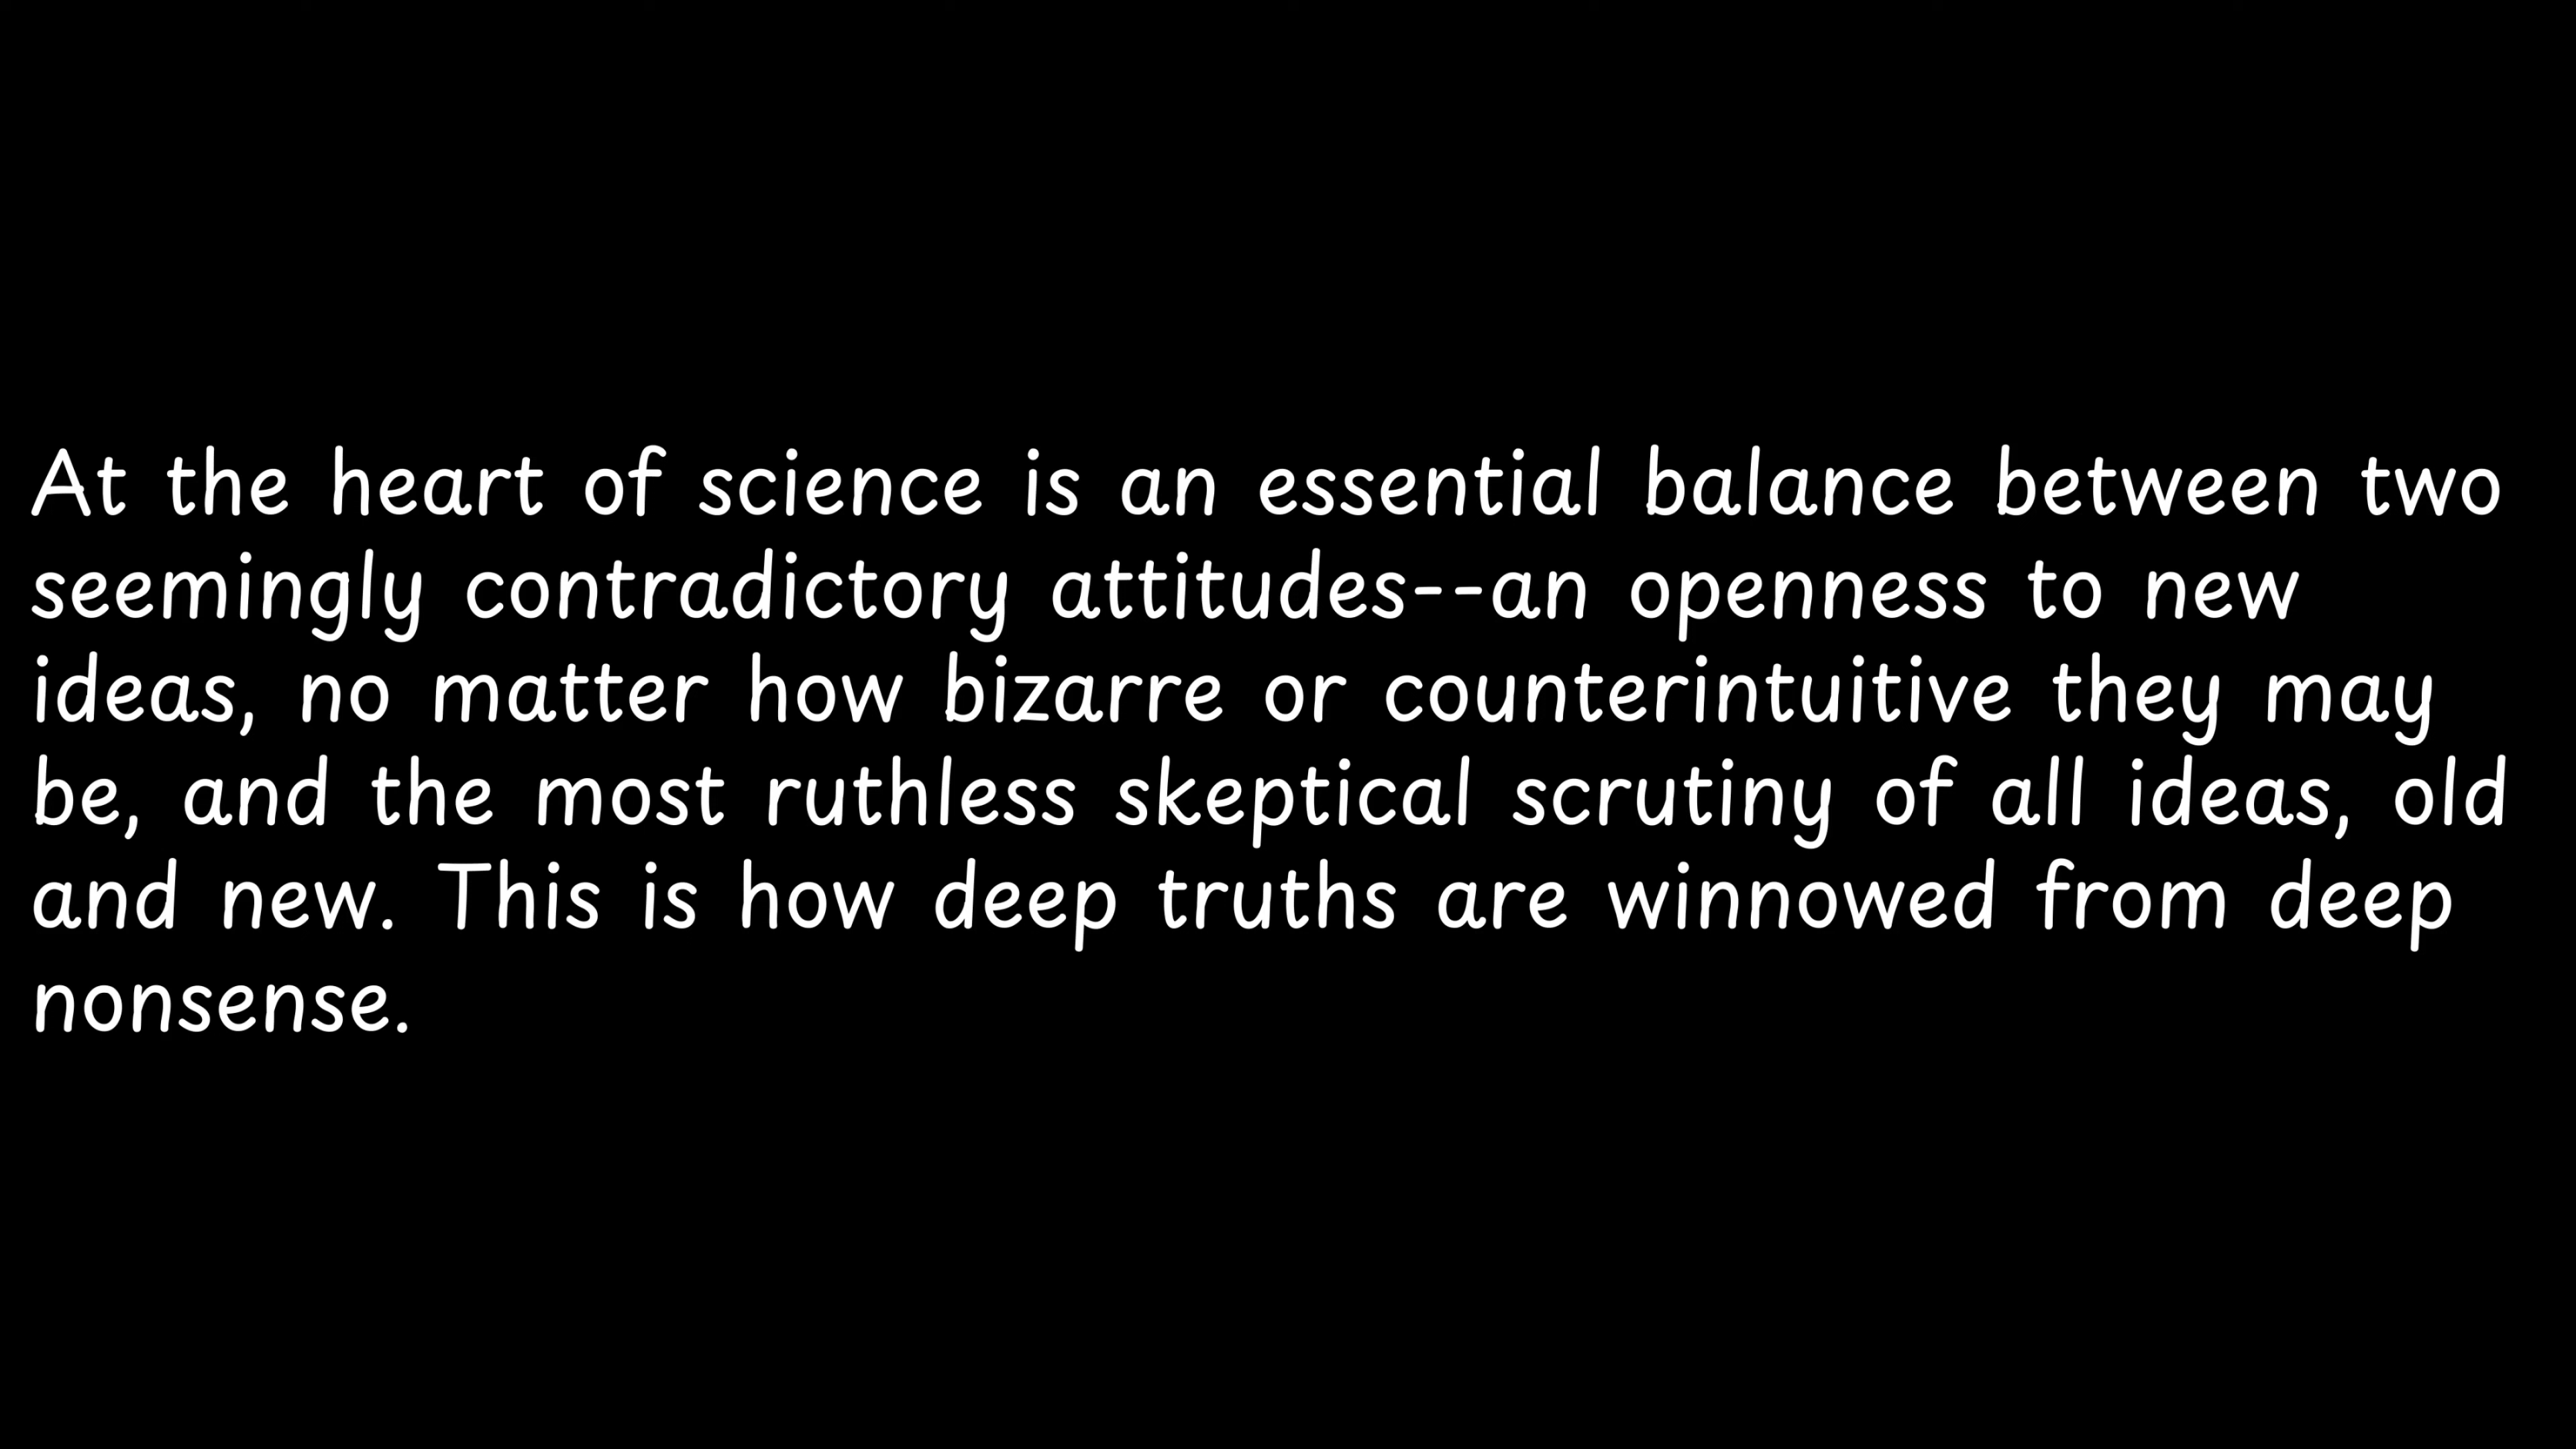 At the heart of science is an essential balance between two
seemingly contradictory attitudes--an openness to new
ideas, no matter how bizarre or counterintuitive they may
be, and the most ruthless skeptical scrutiny of all ideas, old
and new. This is how deep truths are winnowed from deep
nonsense.